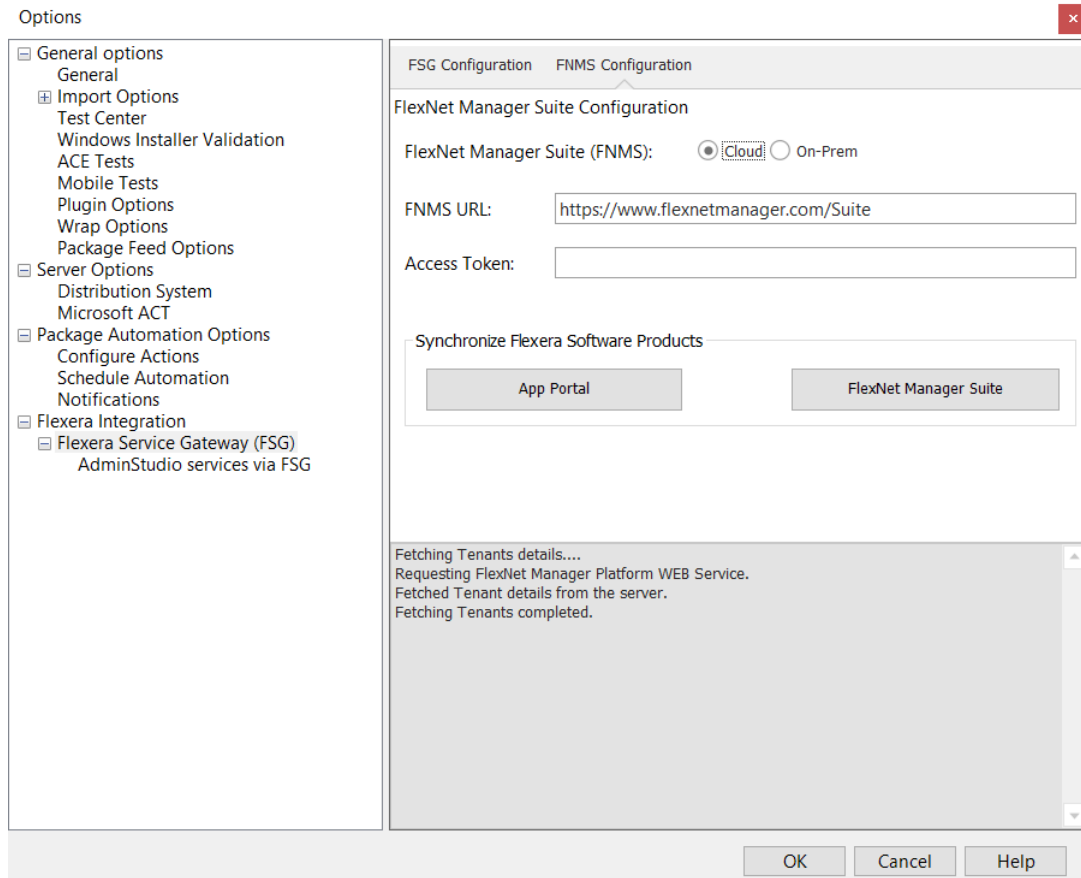 Options
General options
General
Import Options
Test Center
Windows Installer Validation
ACE Tests
Mobile Tests
Plugin Options
Wrap Options
Package Feed Options
Server Options
Distribution System
Microsoft ACT
Package Automation Options
Configure Actions
Schedule Automation
Notifications
Flexera Integration
Flexera Service Gateway (FSG)
AdminStudio services via FSG
FSG Configuration FNMS Configuration
FlexNet Manager Suite Configuration
FlexNet Manager Suite (FNMS): Cloud On-Prem
FNMS URL: https://www.flexnetmanager.com/Suite
Access Token:
Synchronize Flexera Software Products
App Portal FlexNet Manager Suite
Fetching Tenants details....
Requesting FlexNet Manager Platform WEB Service.
Fetched Tenant details from the server.
Fetching Tenants completed.
OK Cancel Help